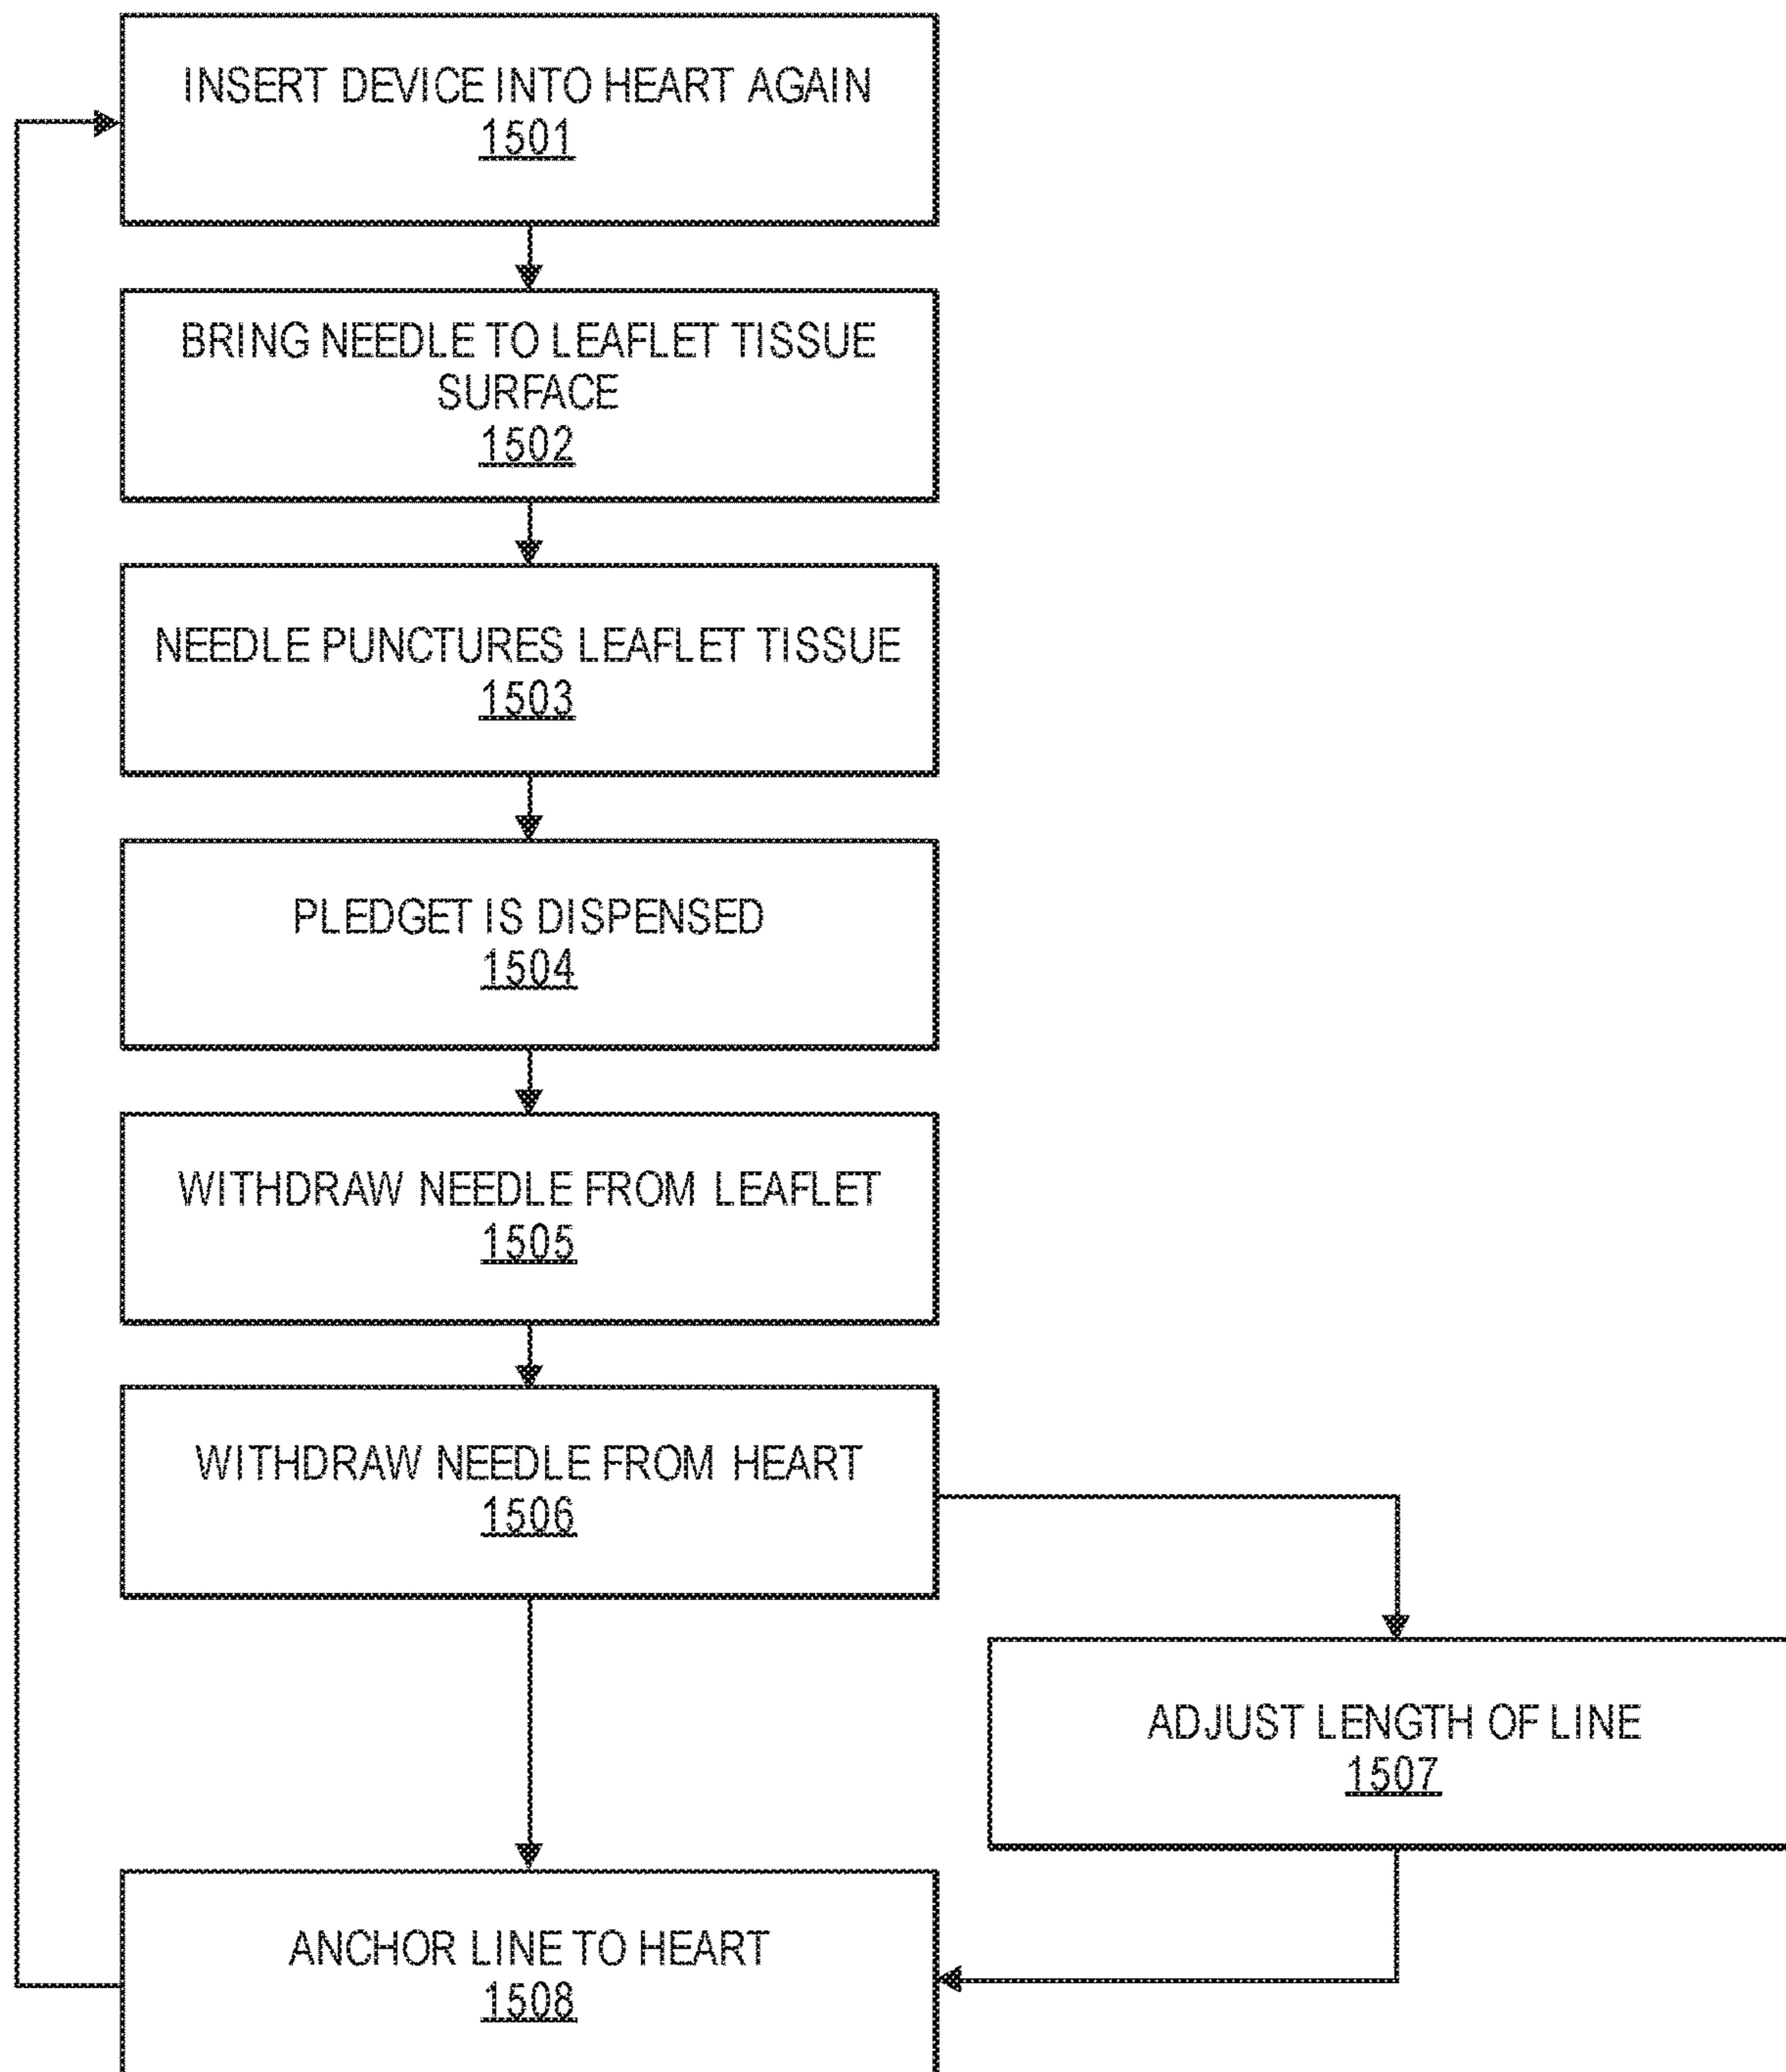 INSERT DEVICE INTO HEART AGAIN
1501
BRING NEEDLE TO LEAFLET TISSUE
SURFACE
1502
NEEDLE PUNCTURES LEAFLET TISSUE
1503
PLEDGET IS DISPENSED
1504
WITHDRAW NEEDLE FROM LEAFLET
1505
WITHDRAW NEEDLE FROM HEART
1506
ADJUST LENGTH OF LINE
1507
ANCHOR LINE TO HEART
1508